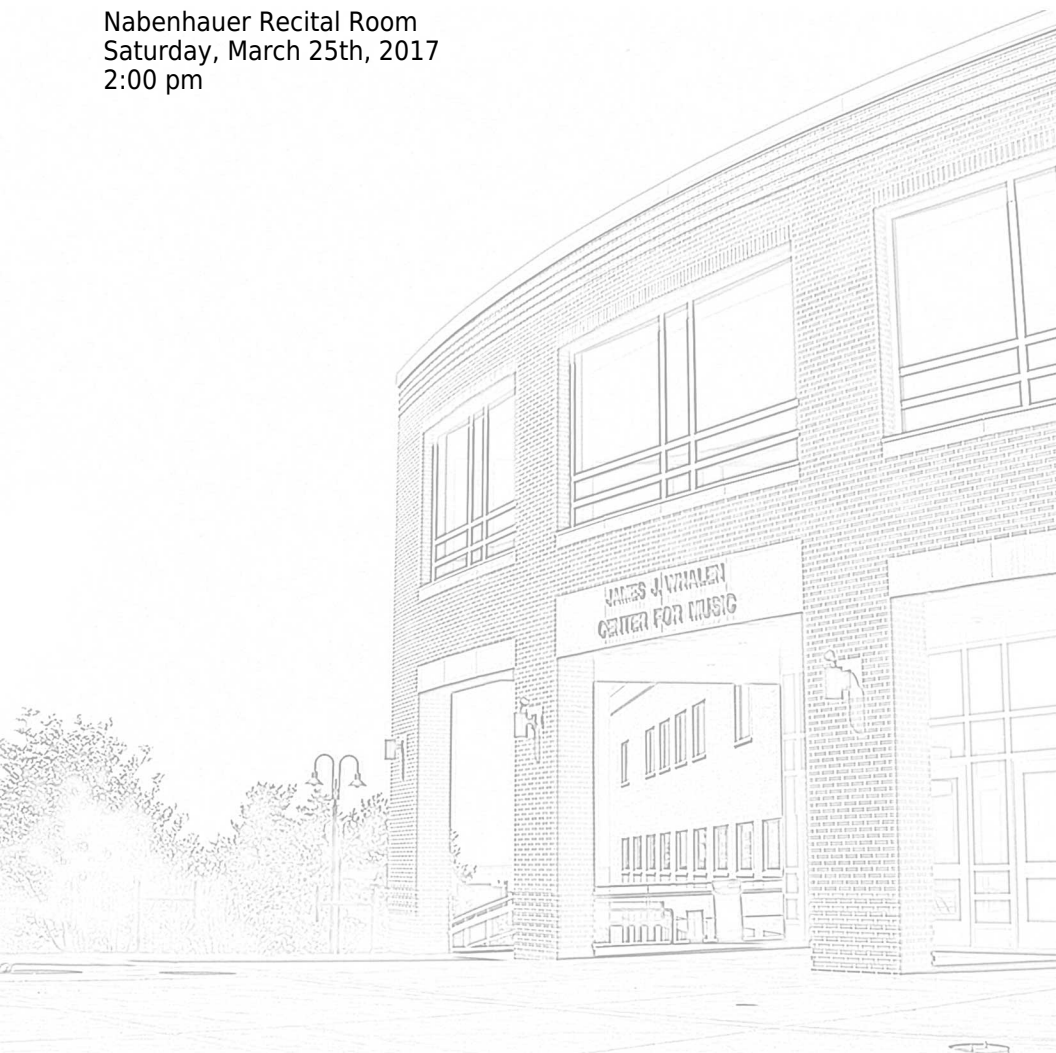 Nabenhauer Recital Room
Saturday, March 25th, 2017
2:00 pm
JAMES J. WHALEN
CENTER FOR MUSIC